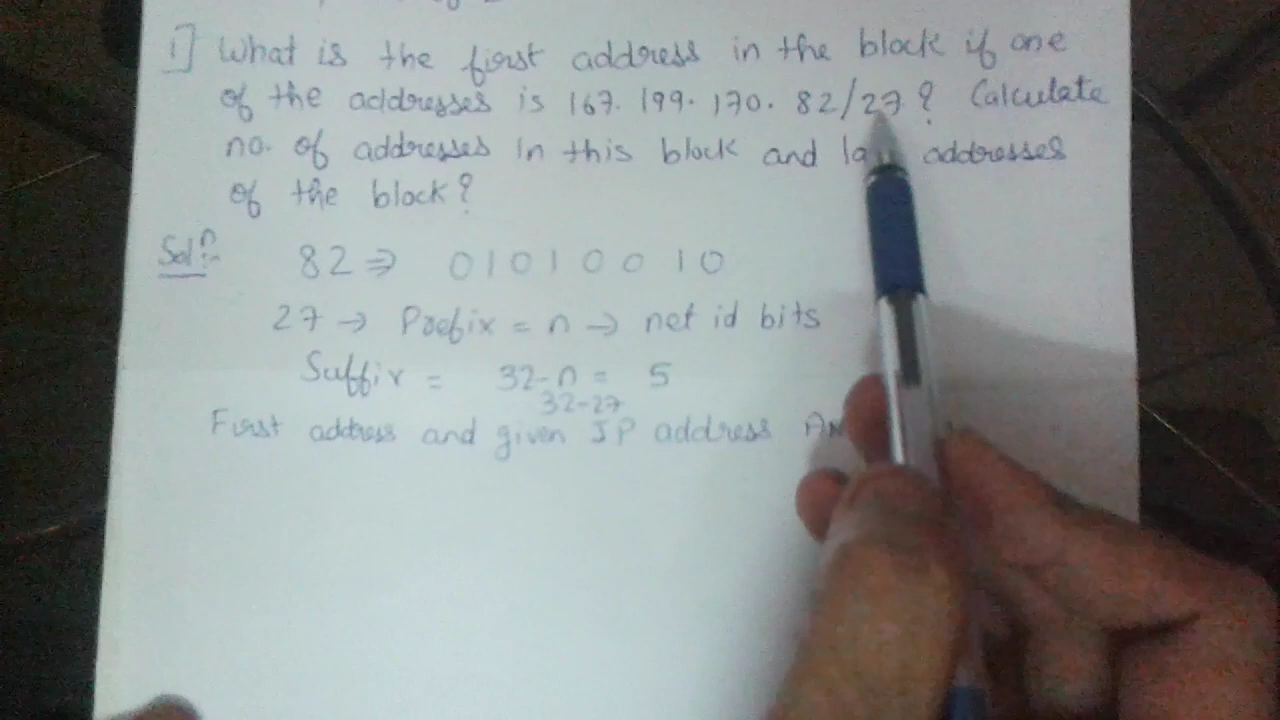 1] What is the first address in the block if one
of the addresses is 167. 199. 170. 82/27? Calculate
no. of addresses in this block and addresses
of the block?
Solⁿ:- 82 ⇒ 01010010
27 → Prefix = n → net id bits
Suffix = 32-n = 5
32-27
First address and given IP address